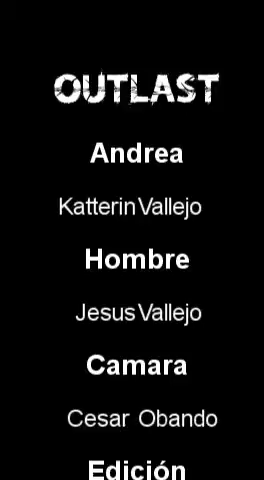 OUTLAST
Andrea
Katterin Vallejo
Hombre
Jesus Vallejo
Camara
Cesar Obando
Edición